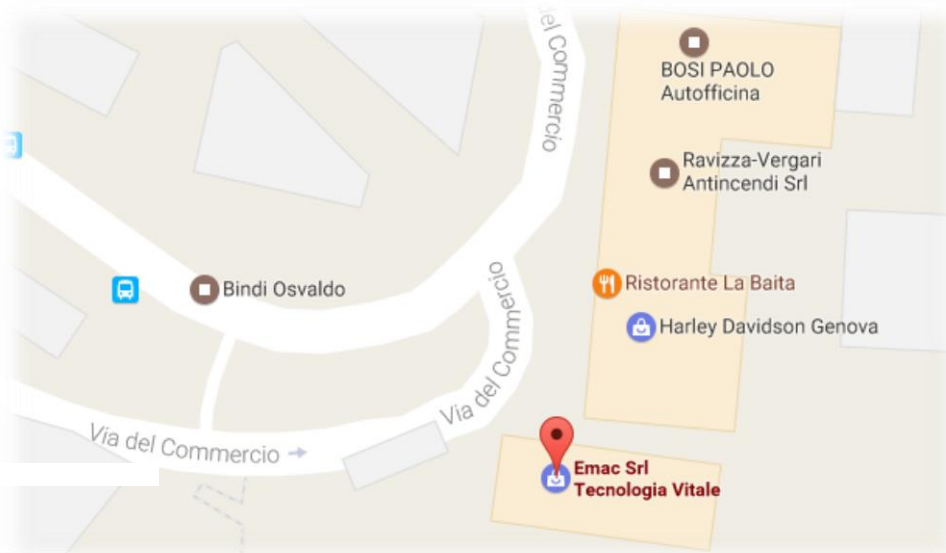 del Commercio
BOSI PAOLO
Autofficina
Ravizza-Vergari
Antincendi Srl
Bindi Osvaldo
Ristorante La Baita
Via del Commercio
Harley Davidson Genova
Via del Commercio
Emac Srl
Tecnologia Vitale